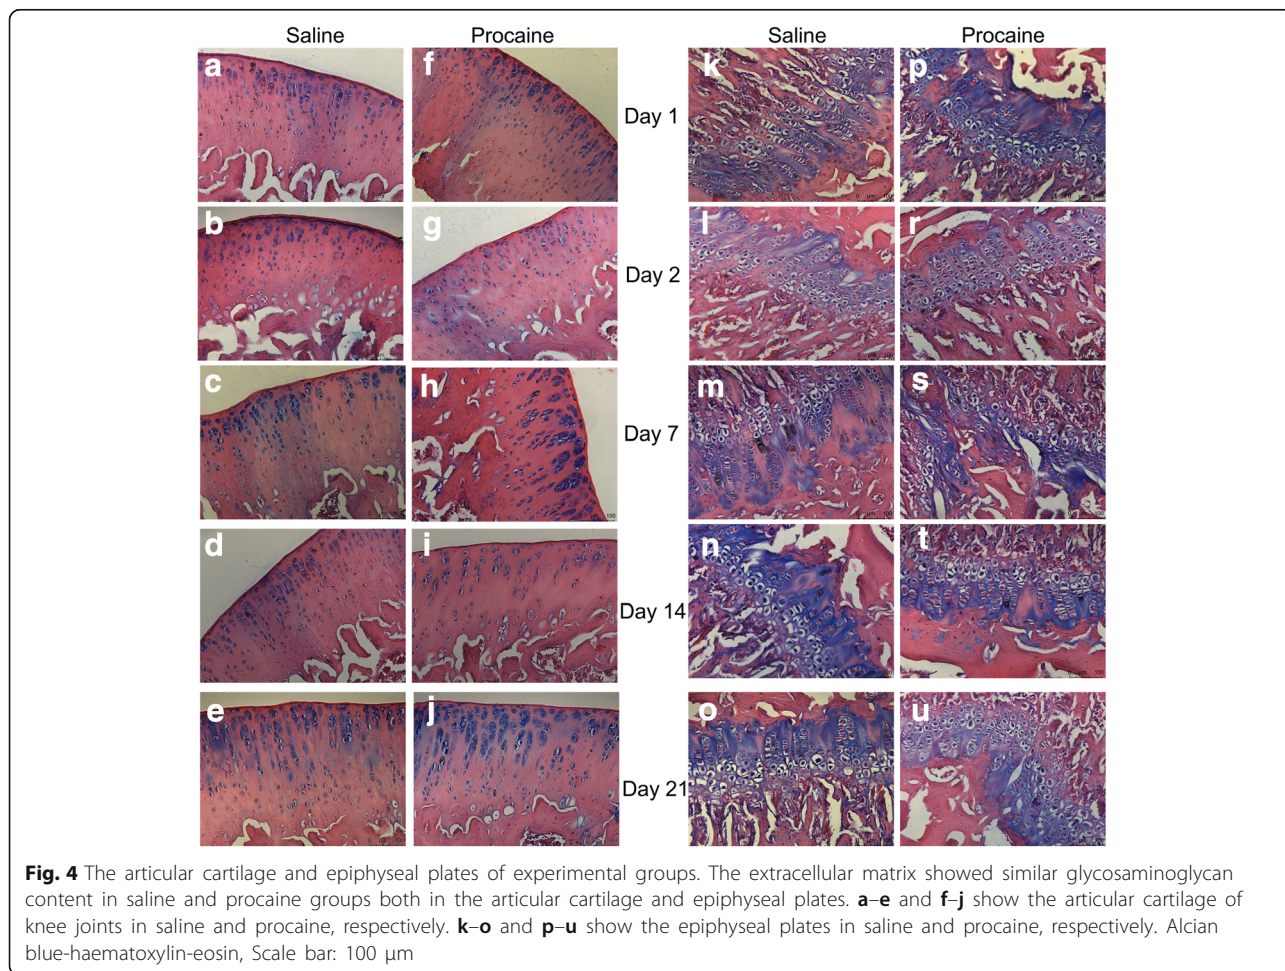 Saline Procaine Saline Procaine
a f k p
Day 1
b g l r
Day 2
c h m s
Day 7
d i n t
Day 14
e j o u
Day 21
Fig. 4 The articular cartilage and epiphyseal plates of experimental groups. The extracellular matrix showed similar glycosaminoglycan
content in saline and procaine groups both in the articular cartilage and epiphyseal plates. a–e and f–j show the articular cartilage of
knee joints in saline and procaine, respectively. k–o and p–u show the epiphyseal plates in saline and procaine, respectively. Alcian
blue-haematoxylin-eosin, Scale bar: 100 μm